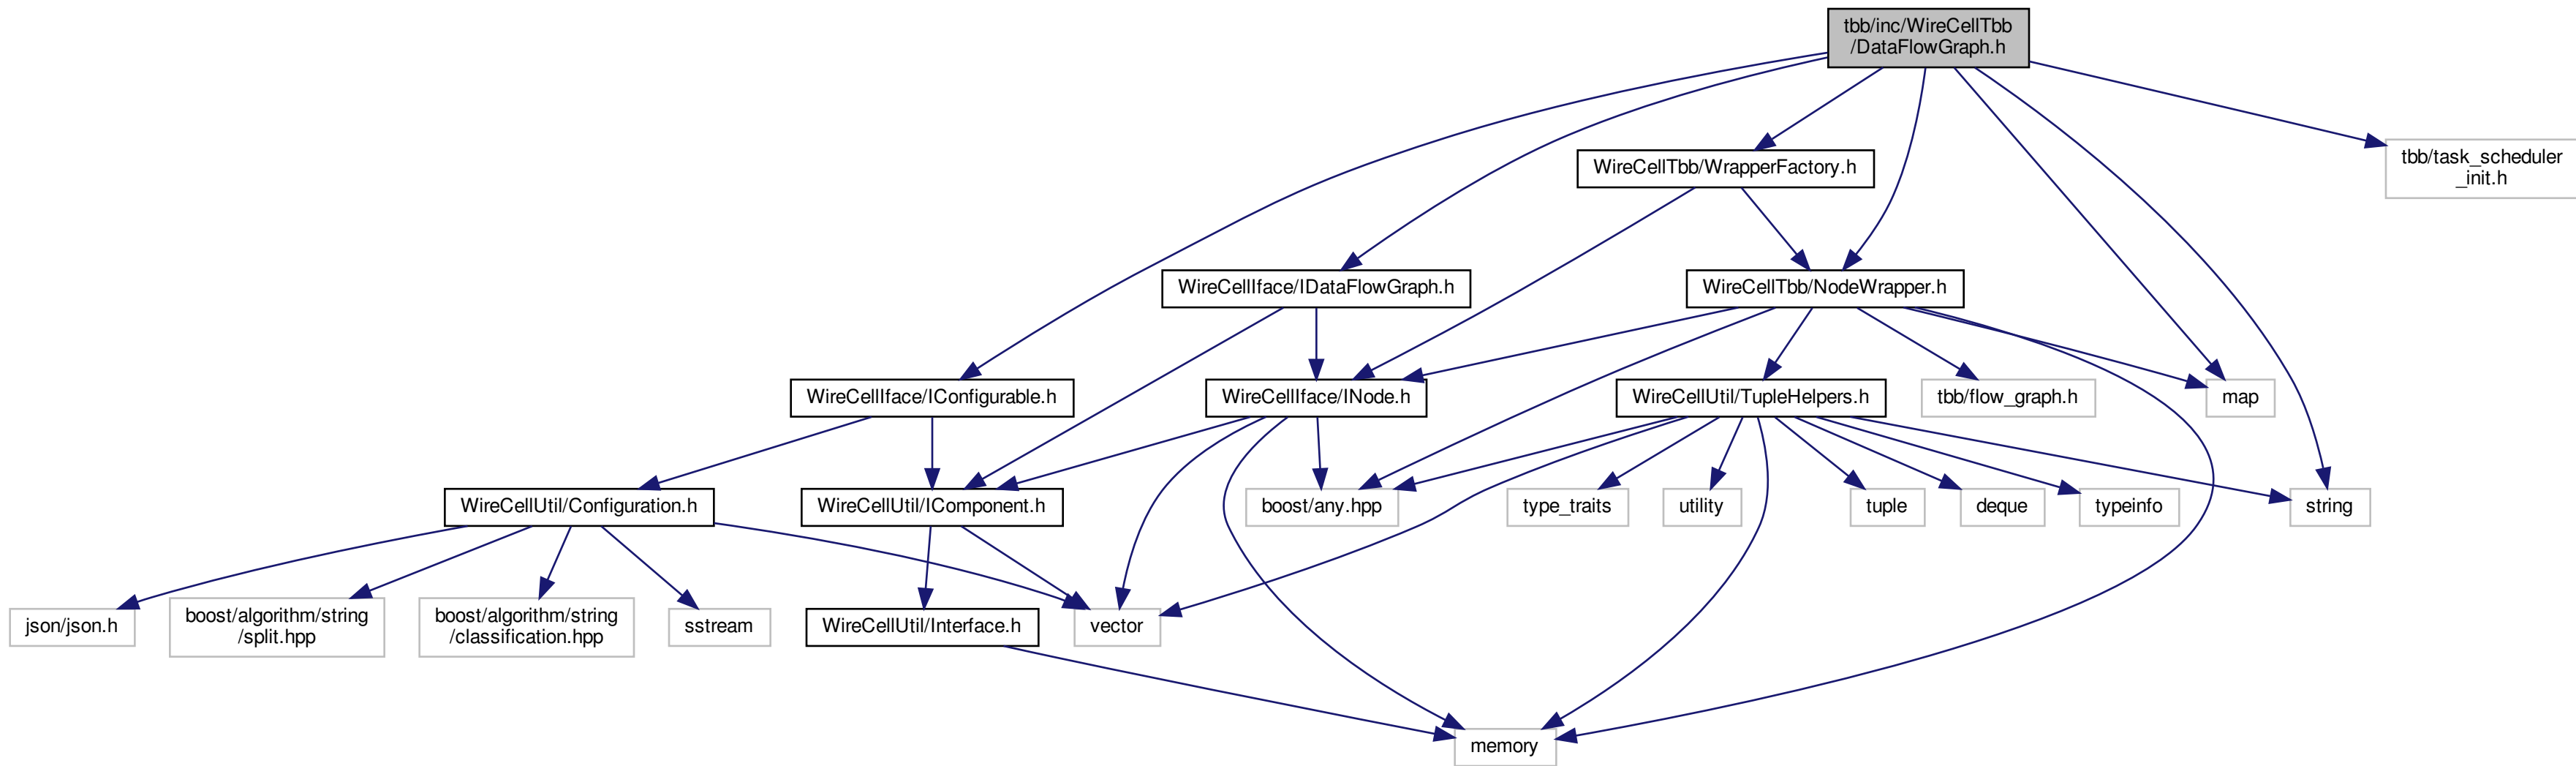 tbb/inc/WireCellTbb
/DataFlowGraph.h
tbb/task_scheduler
_init.h
WireCellTbb/WrapperFactory.h
WireCellIface/IDataFlowGraph.h
WireCellTbb/NodeWrapper.h
WireCellIface/IConfigurable.h
WireCellIface/INode.h
WireCellUtil/TupleHelpers.h
tbb/flow_graph.h
map
WireCellUtil/Configuration.h
WireCellUtil/IComponent.h
boost/any.hpp
type_traits
utility
tuple
deque
typeinfo
string
json/json.h
boost/algorithm/string
/split.hpp
boost/algorithm/string
/classification.hpp
sstream
WireCellUtil/Interface.h
vector
memory